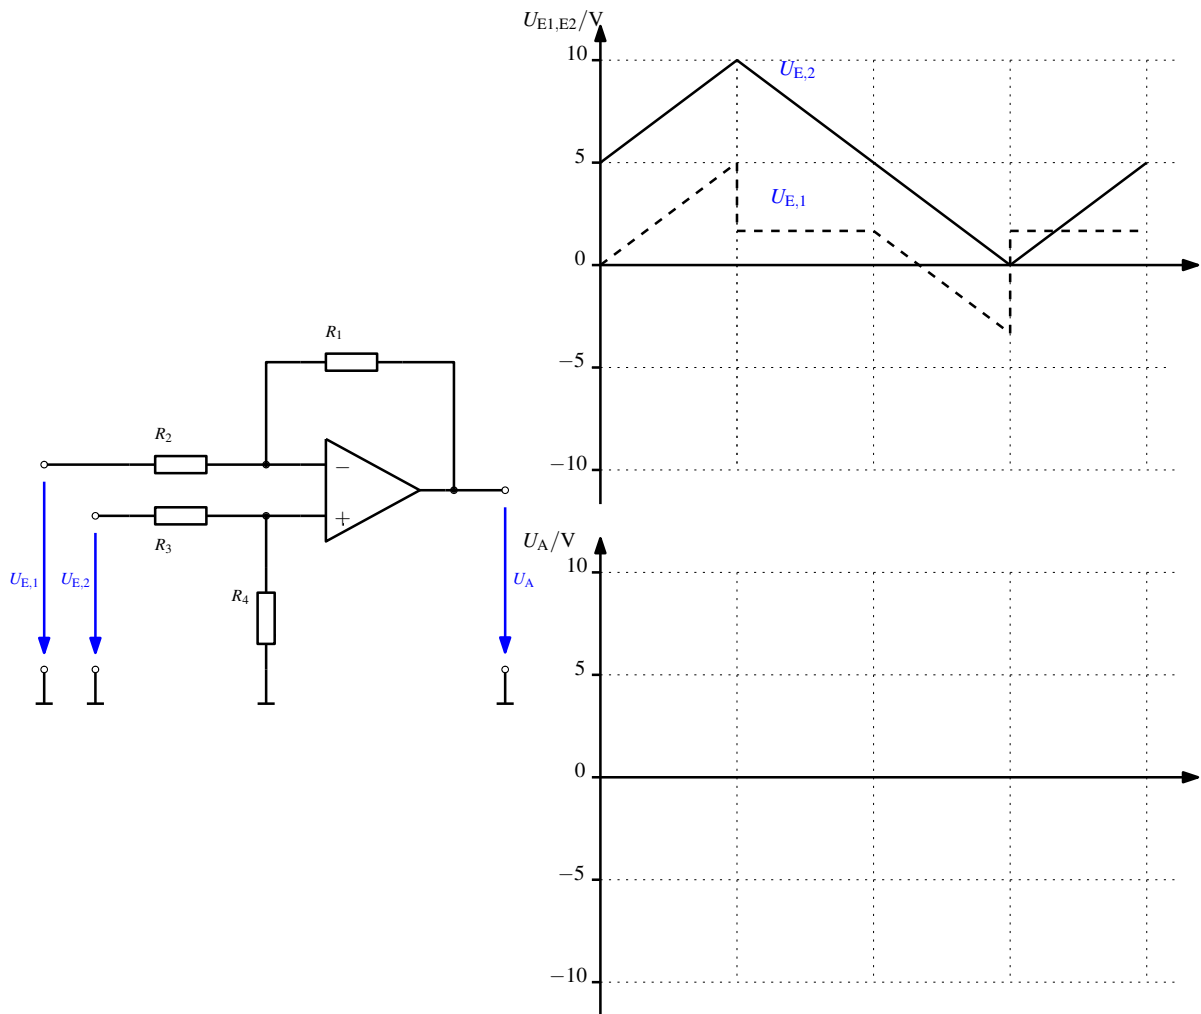 U_E1,E2/V
10
U_E,2
5
U_E,1
0
−5
−10
R_1
R_2
−
+
R_3
R_4
U_E,1
U_E,2
U_A
U_A/V
10
5
0
−5
−10